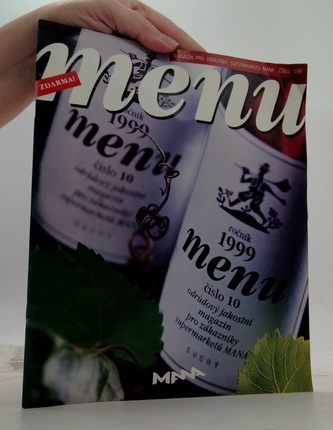 MAGAZÍN PRO ZÁKAZNÍKY SUPERMARKETŮ MANA · ČÍSLO 10/99
menu
ZDARMA!
ročník
1999
menu
číslo 10
odrůdový jakostní
magazín
pro zákazníky
supermarketů MANA
SUCHÝ
ročník
1999
menu
číslo 10
odrůdový jakostní
magazín
pro zákazníky
supermarketů MANA
SUCHÝ
MANA